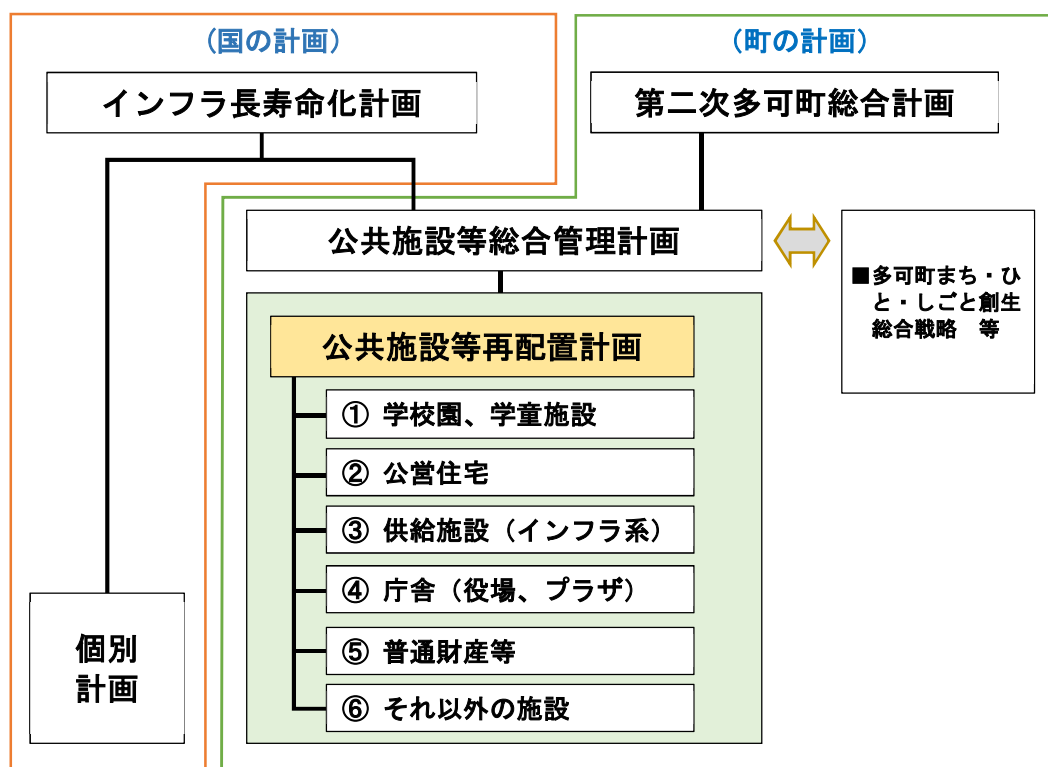 (国の計画)
(町の計画)
インフラ長寿命化計画
第二次多可町総合計画
公共施設等総合管理計画
■多可町まち・ひ
と・しごと創生
総合戦略　等
公共施設等再配置計画
① 学校園、学童施設
② 公営住宅
③ 供給施設（インフラ系）
④ 庁舎（役場、プラザ）
⑤ 普通財産等
⑥ それ以外の施設
個別
計画